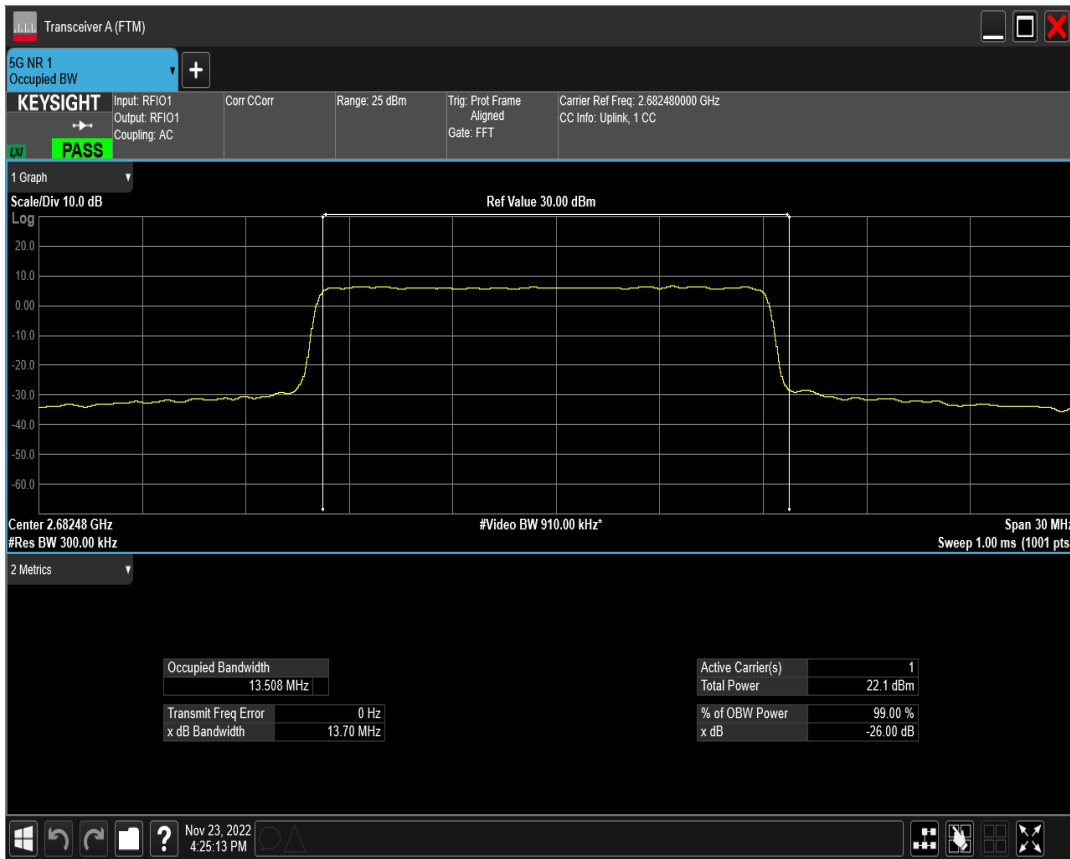 Transceiver A (FTM)
5G NR 1
Occupied BW
KEYSIGHT
LXI
PASS
Input: RFIO1
Output: RFIO1
Coupling: AC
Corr CCorr
Range: 25 dBm
Trig: Prot Frame
Aligned
Gate: FFT
Carrier Ref Freq: 2.682480000 GHz
CC Info: Uplink, 1 CC
1 Graph
Scale/Div 10.0 dB
Ref Value 30.00 dBm
Log
20.0
10.0
0.00
-10.0
-20.0
-30.0
-40.0
-50.0
-60.0
Center 2.68248 GHz
#Video BW 910.00 kHz*
Span 30 MHz
#Res BW 300.00 kHz
Sweep 1.00 ms (1001 pts
2 Metrics
Occupied Bandwidth
13.508 MHz
Transmit Freq Error 0 Hz
x dB Bandwidth 13.70 MHz
Active Carrier(s) 1
Total Power 22.1 dBm
% of OBW Power 99.00 %
x dB -26.00 dB
Nov 23, 2022
4:25:13 PM